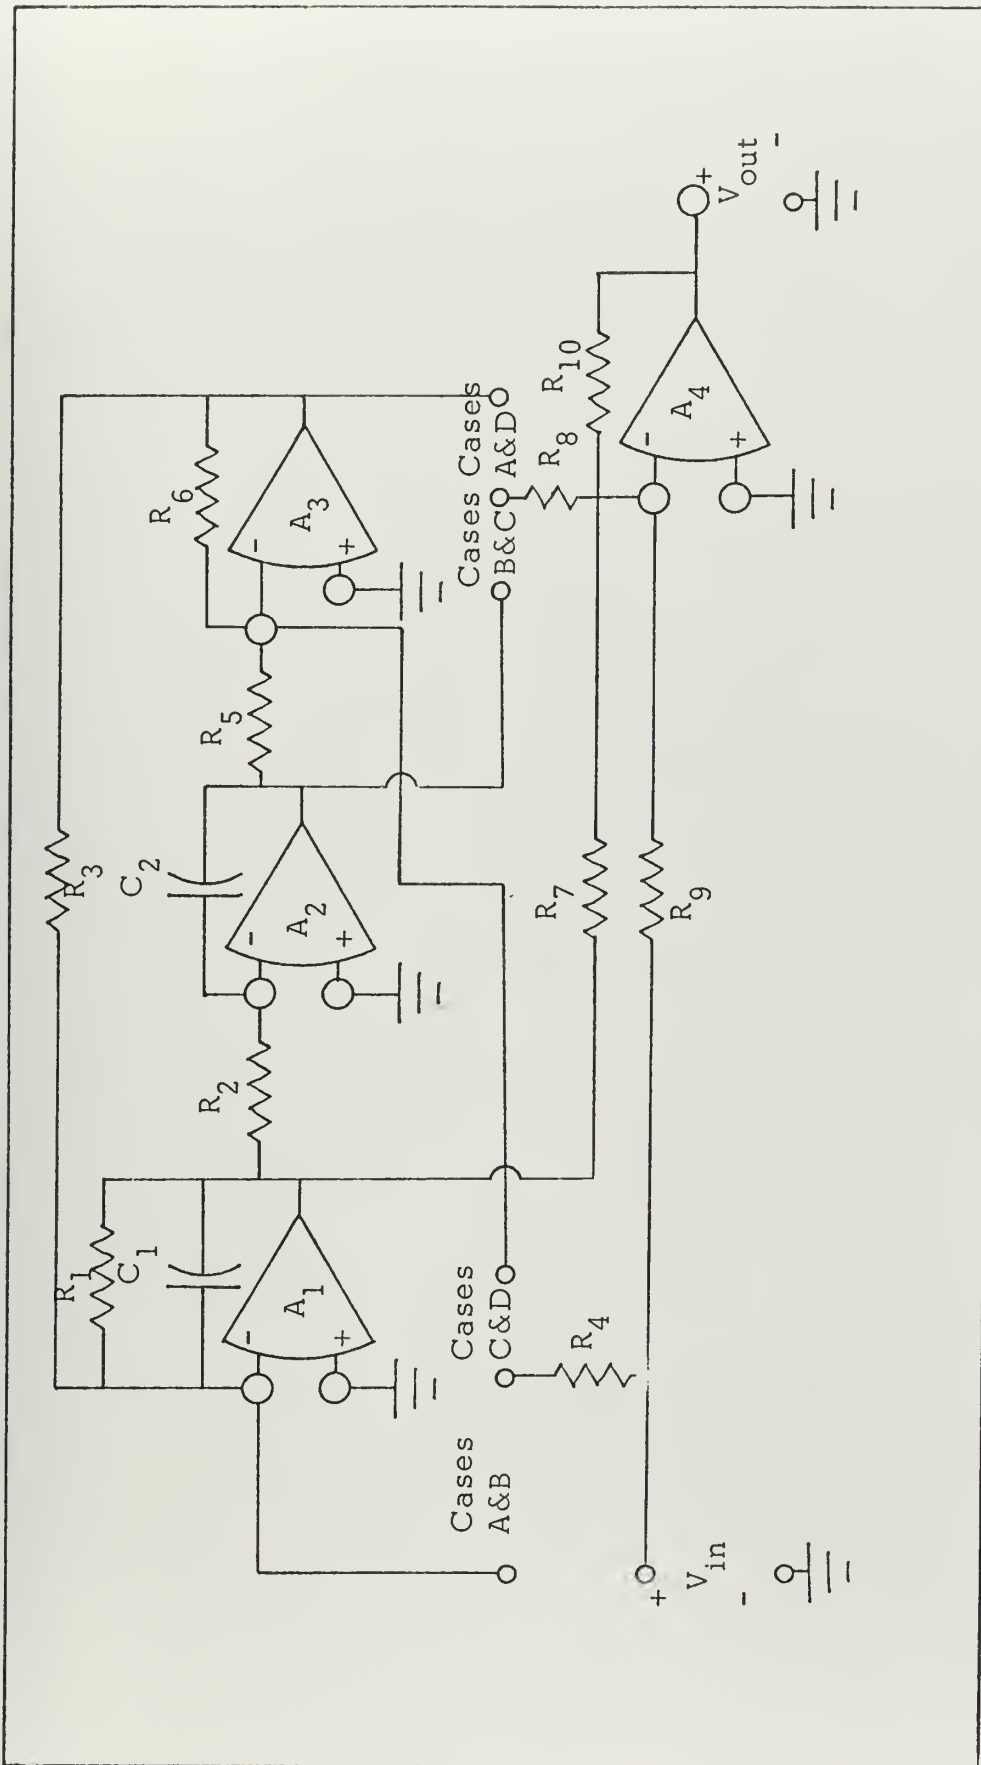 R1
C1
A1
-
+
R2
R3
C2
A2
-
+
R5
R6
A3
-
+
Cases
A&B
Cases
C&D
R4
Cases
B&C
Cases
A&D
R8
R7
R10
R9
A4
-
+
+
Vin
-
+
Vout
-